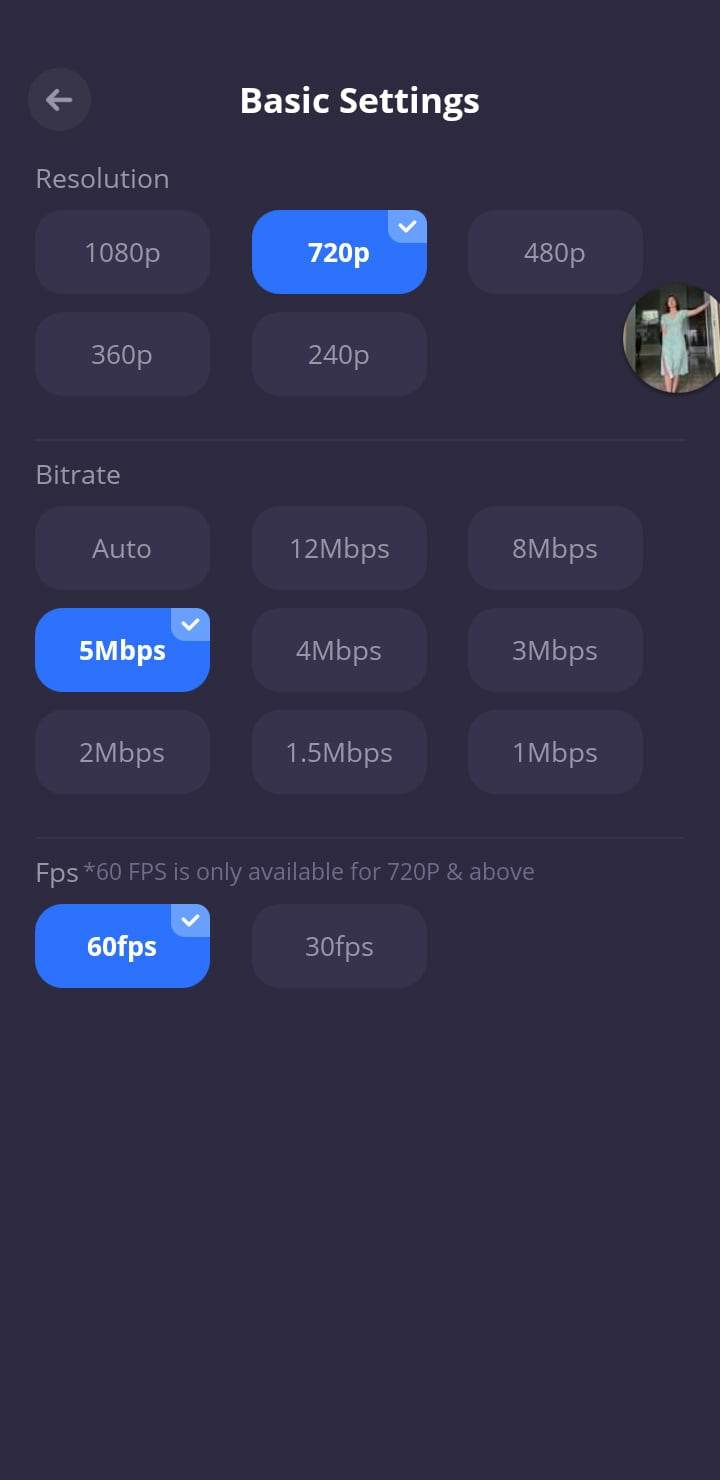 Basic Settings
Resolution
1080p
720p
480p
360p
240p
Bitrate
Auto
12Mbps
8Mbps
5Mbps
4Mbps
3Mbps
2Mbps
1.5Mbps
1Mbps
Fps *60 FPS is only available for 720P & above
60fps
30fps